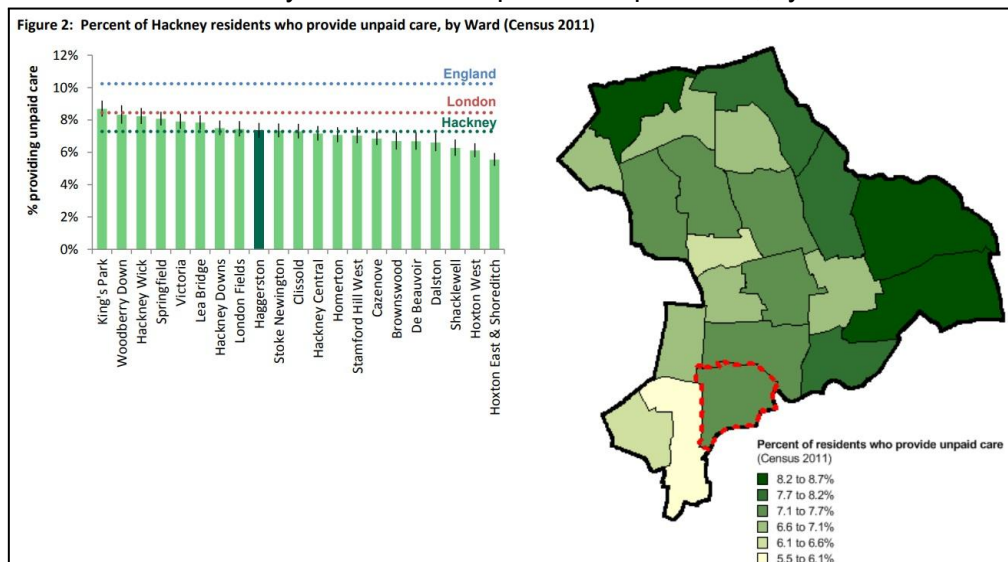 Figure 2: Percent of Hackney residents who provide unpaid care, by Ward (Census 2011)
12%
10%
8%
6%
4%
2%
0%
% providing unpaid care
England
London
Hackney
King's Park
Woodberry Down
Hackney Wick
Springfield
Victoria
Lea Bridge
Hackney Downs
London Fields
Haggerston
Stoke Newington
Clissold
Hackney Central
Homerton
Stamford Hill West
Cazenove
Brownswood
De Beauvoir
Dalston
Shacklewell
Hoxton West
Hoxton East & Shoreditch
Percent of residents who provide unpaid care
(Census 2011)
8.2 to 8.7%
7.7 to 8.2%
7.1 to 7.7%
6.6 to 7.1%
6.1 to 6.6%
5.5 to 6.1%